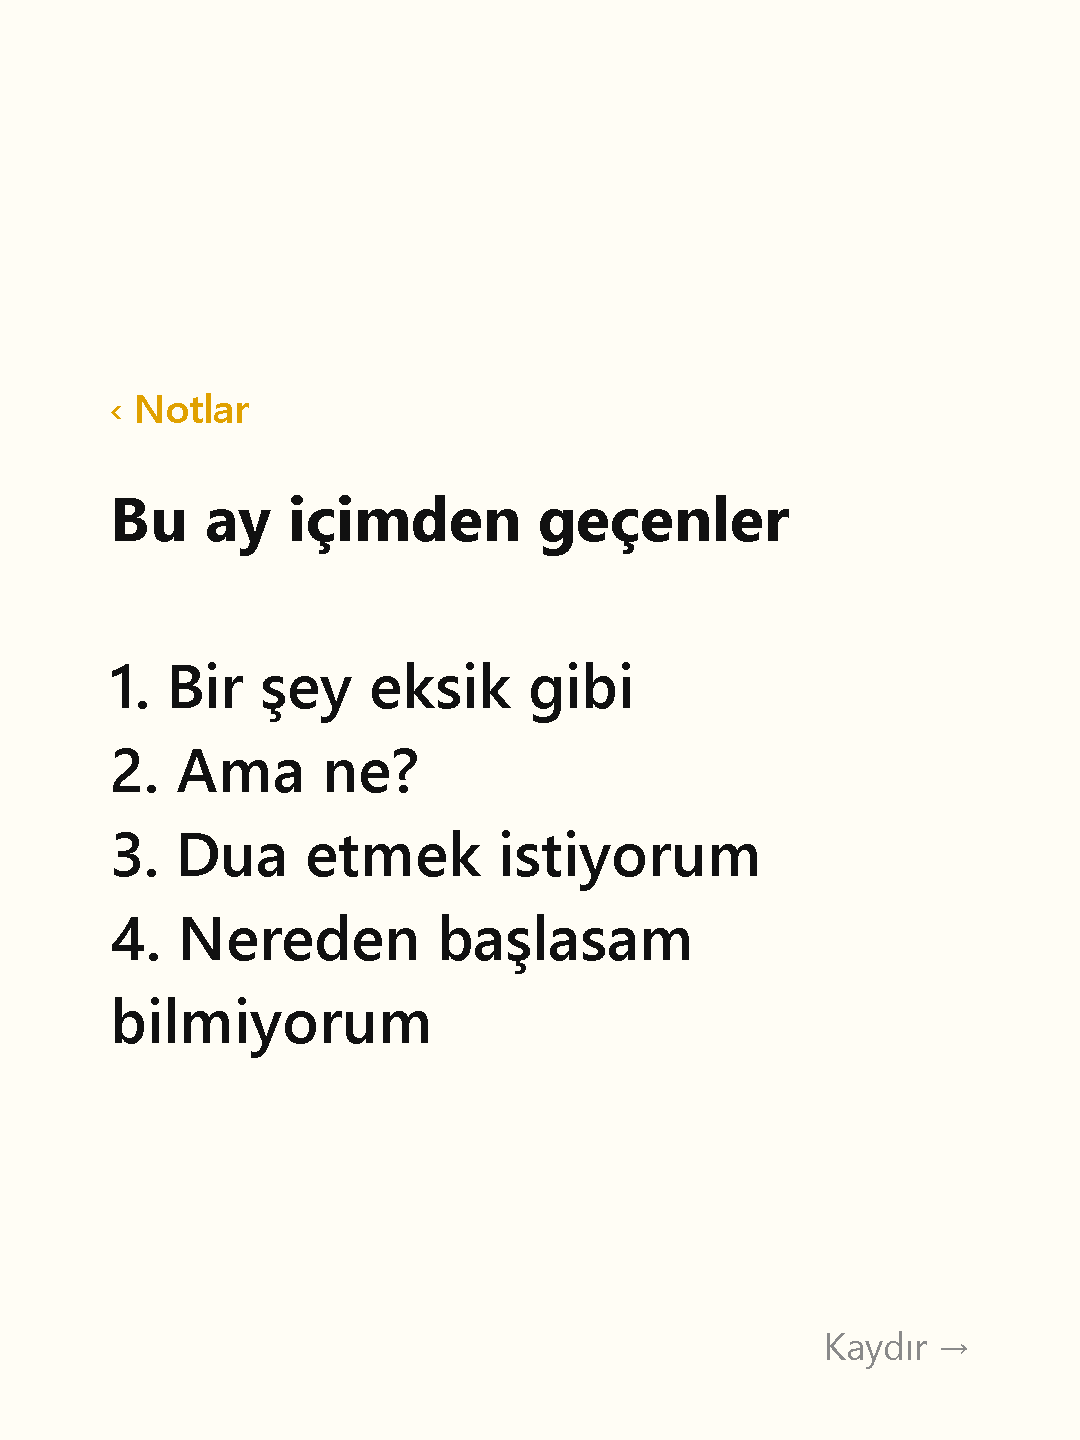 ‹ Notlar
Bu ay içimden geçenler
1. Bir şey eksik gibi
2. Ama ne?
3. Dua etmek istiyorum
4. Nereden başlasam
bilmiyorum
Kaydır →